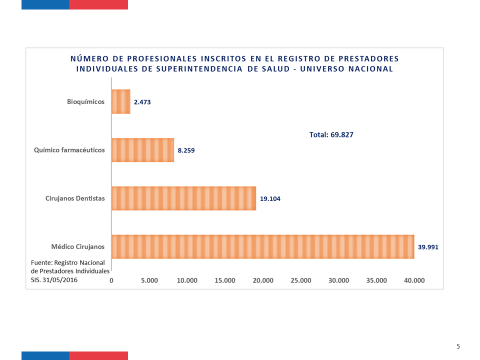 NÚMERO DE PROFESIONALES INSCRITOS EN EL REGISTRO DE PRESTADORES
INDIVIDUALES DE SUPERINTENDENCIA DE SALUD - UNIVERSO NACIONAL
Bioquímicos
2.473
Total: 69.827
Químico farmacéuticos
8.259
Cirujanos Dentistas
19.104
Médico Cirujanos
39.991
Fuente: Registro Nacional
de Prestadores Individuales
SIS. 31/05/2016
0 5.000 10.000 15.000 20.000 25.000 30.000 35.000 40.000
5